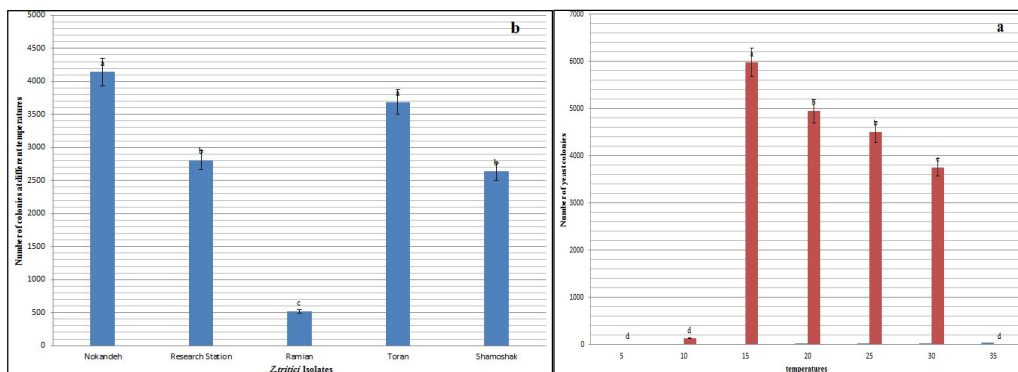 b
Number of colonies at different temperatures
5000
4500
4000
3500
3000
2500
2000
1500
1000
500
0
a
b
c
a
b
Nokandeh
Research Station
Ramian
Toran
Shamoshak
Z.tritici Isolates
a
Number of yeast colonies
7000
6000
5000
4000
3000
2000
1000
0
d
d
a
b
b
c
d
5
10
15
20
25
30
35
temperatures